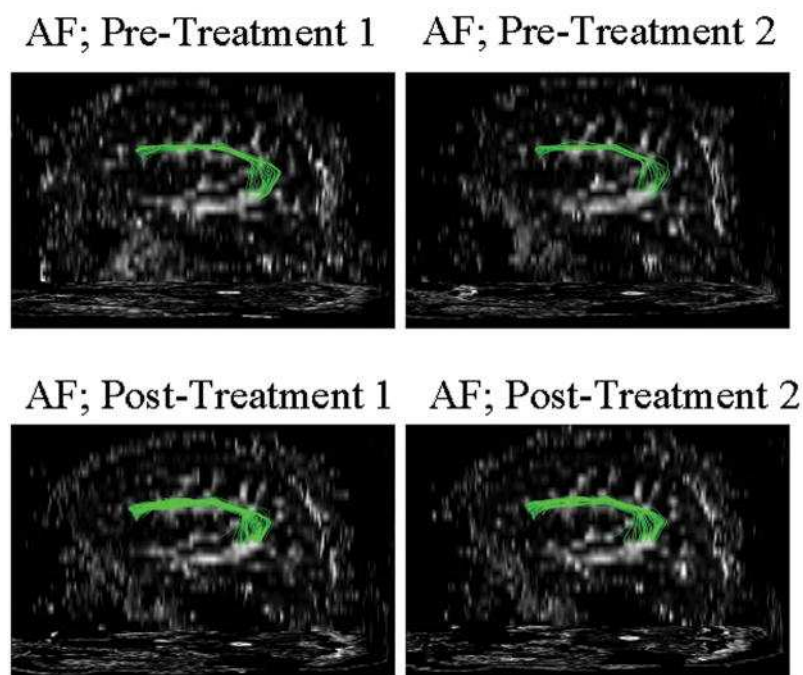 AF; Pre-Treatment 1
AF; Pre-Treatment 2
AF; Post-Treatment 1
AF; Post-Treatment 2